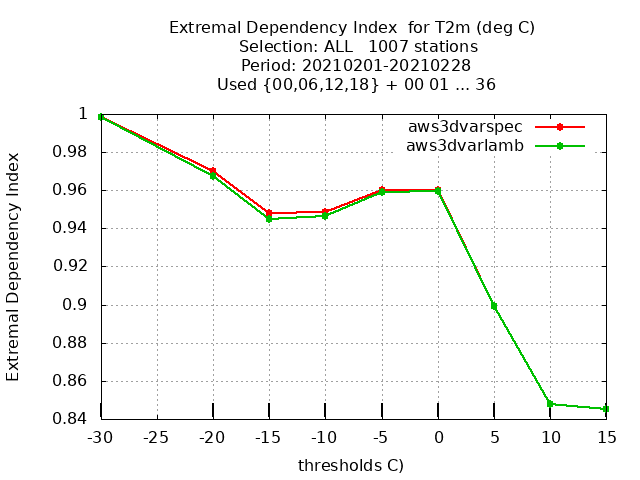 Extremal Dependency Index  for T2m (deg C)
Selection: ALL   1007 stations
Period: 20210201-20210228
Used {00,06,12,18} + 00 01 ... 36
Extremal Dependency Index
1
0.98
0.96
0.94
0.92
0.9
0.88
0.86
0.84
aws3dvarspec
aws3dvarlamb
-30 -25 -20 -15 -10 -5 0 5 10 15
thresholds C)